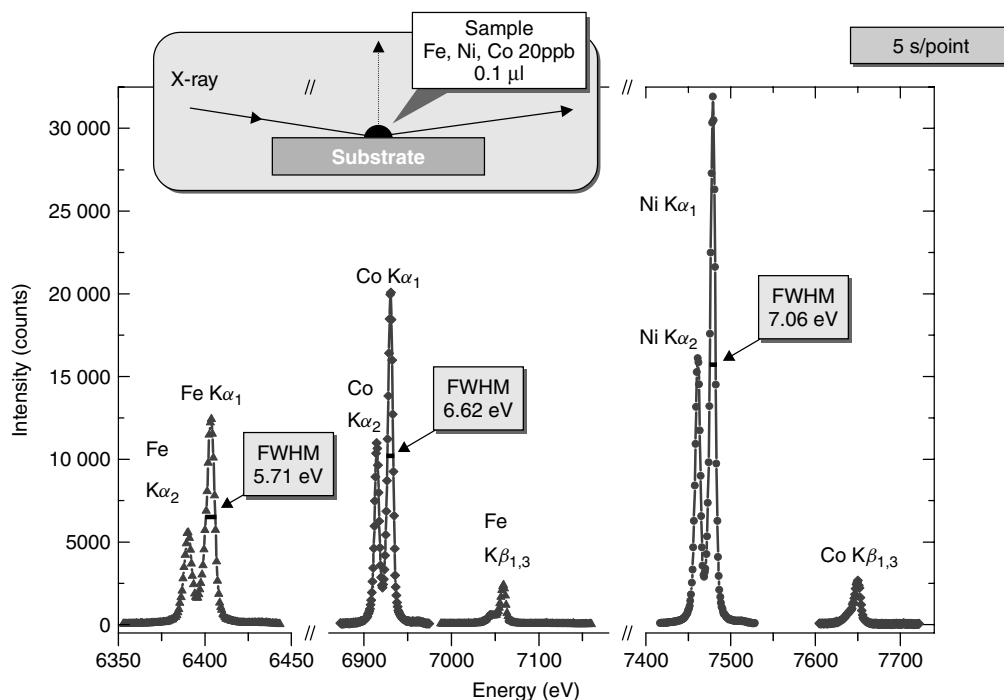 Sample
Fe, Ni, Co 20ppb
0.1 µl
5 s/point
X-ray
//
//
Substrate
30 000
25 000
20 000
15 000
10 000
5000
0
Intensity (counts)
Fe Kα₁
Fe
Kα₂
FWHM
5.71 eV
Co Kα₁
Co
Kα₂
FWHM
6.62 eV
Fe
Kβ₁,₃
Ni Kα₁
Ni Kα₂
FWHM
7.06 eV
Co Kβ₁,₃
//
//
6350 6400 6450 6900 7000 7100 7400 7500 7600 7700
Energy (eV)